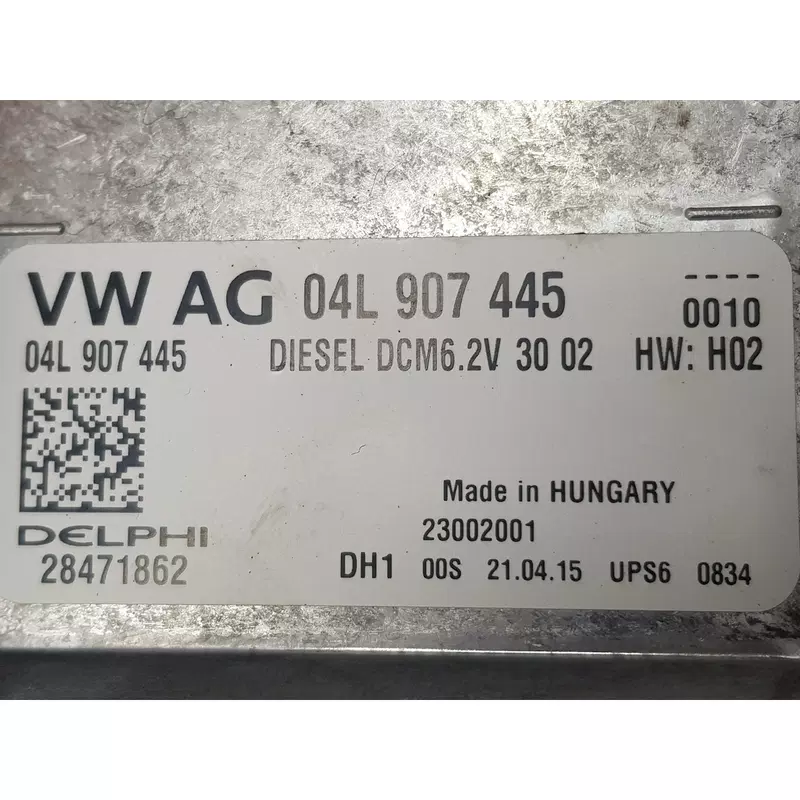 VW AG 04L 907 445 ----
0010
04L 907 445 DIESEL DCM6.2V 30 02 HW: H02
Made in HUNGARY
DELPHI 23002001
28471862 DH1 00S 21.04.15 UPS6 0834